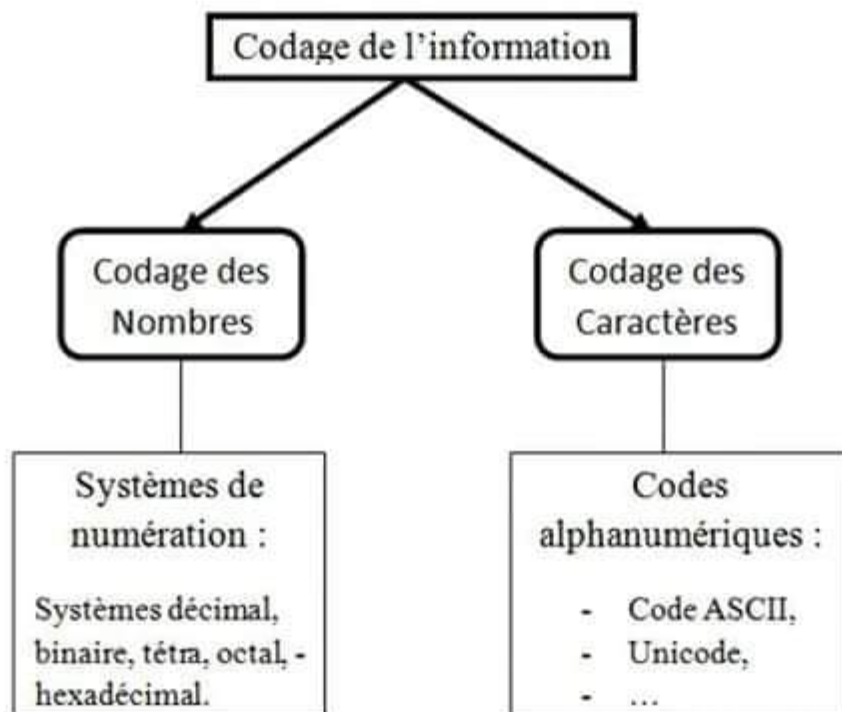 Codage de l’information
Codage des
Nombres
Codage des
Caractères
Systèmes de
numération :
Systèmes décimal,
binaire, tétra, octal, -
hexadécimal.
Codes
alphanumériques :
- Code ASCII,
- Unicode,
- ...